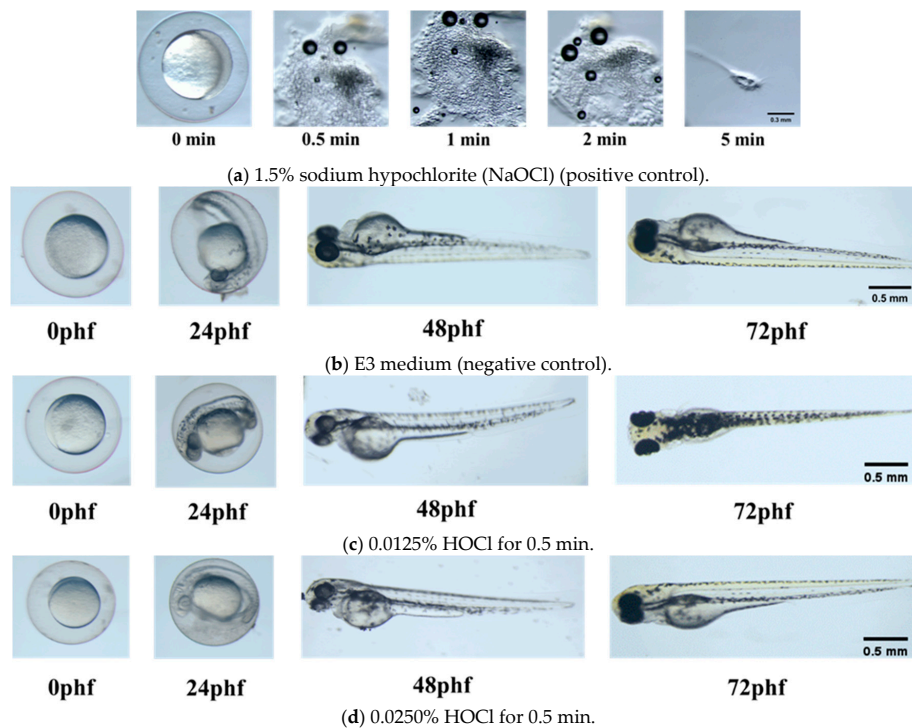 0 min 0.5 min 1 min 2 min 5 min
0.3 mm
(a) 1.5% sodium hypochlorite (NaOCl) (positive control).
0.5 mm
0phf 24phf 48phf 72phf
(b) E3 medium (negative control).
0.5 mm
0phf 24phf 48phf 72phf
(c) 0.0125% HOCl for 0.5 min.
0.5 mm
0phf 24phf 48phf 72phf
(d) 0.0250% HOCl for 0.5 min.